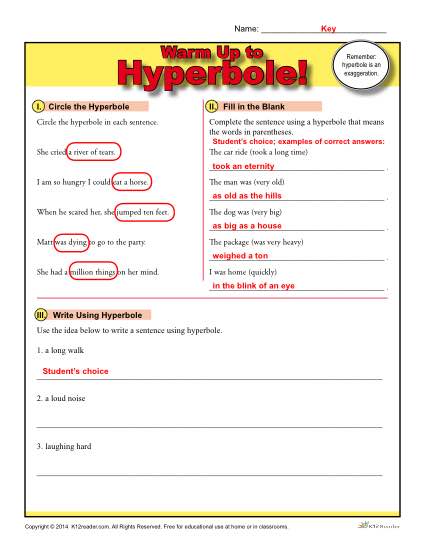 Name: Key
Warm Up to
Hyperbole!
Remember:
hyperbole is an
exaggeration.
I. Circle the Hyperbole
Circle the hyperbole in each sentence.
She cried a river of tears.
I am so hungry I could eat a horse.
When he scared her, she jumped ten feet.
Matt was dying to go to the party.
She had a million things on her mind.
II. Fill in the Blank
Complete the sentence using a hyperbole that means
the words in parentheses.
Student's choice; examples of correct answers:
The car ride (took a long time)
took an eternity.
The man was (very old)
as old as the hills.
The dog was (very big)
as big as a house.
The package (was very heavy)
weighed a ton.
I was home (quickly)
in the blink of an eye.
III. Write Using Hyperbole
Use the idea below to write a sentence using hyperbole.
1. a long walk
Student's choice
2. a loud noise
3. laughing hard
Copyright © 2014 K12reader.com. All Rights Reserved. Free for educational use at home or in classrooms.
K12Reader